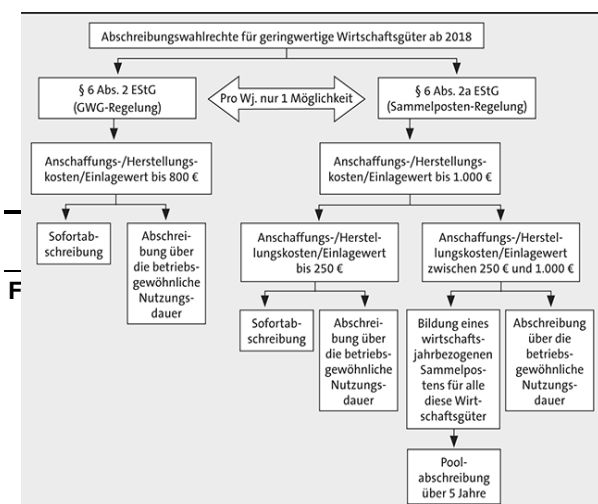 Abschreibungswahlrechte für geringwertige Wirtschaftsgüter ab 2018
§ 6 Abs. 2 EStG
(GWG-Regelung)
Pro Wj. nur 1 Möglichkeit
§ 6 Abs. 2a EStG
(Sammelposten-Regelung)
Anschaffungs-/Herstellungs-
kosten/Einlagewert bis 800 €
Anschaffungs-/Herstellungs-
kosten/Einlagewert bis 1.000 €
Sofortab-
schreibung
Abschrei-
bung über
die betriebs-
gewöhnliche
Nutzungs-
dauer
Anschaffungs-/Herstel-
lungskosten/Einlagewert
bis 250 €
Anschaffungs-/Herstel-
lungskosten/Einlagewert
zwischen 250 € und 1.000 €
Sofortab-
schreibung
Abschrei-
bung über
die betriebs-
gewöhnliche
Nutzungs-
dauer
Bildung eines
wirtschafts-
jahrbezogenen
Sammelpos-
tens für alle
diese Wirt-
schaftsgüter
Abschreibung
über die
betriebs-
gewöhnliche
Nutzungs-
dauer
Pool-
abschreibung
über 5 Jahre
F